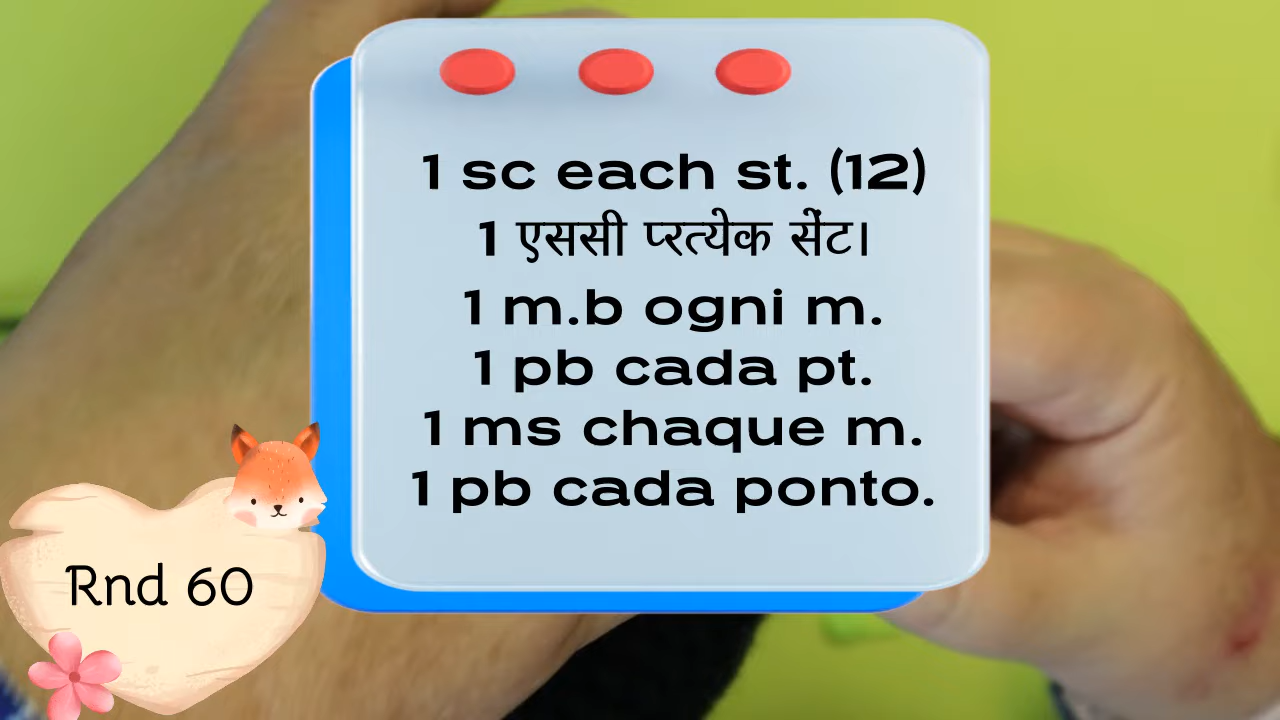 1 sc each st. (12)
1 एससी प्रत्येक सेंट।
1 m.b ogni m.
1 pb cada pt.
1 ms chaque m.
1 pb cada ponto.
Rnd 60